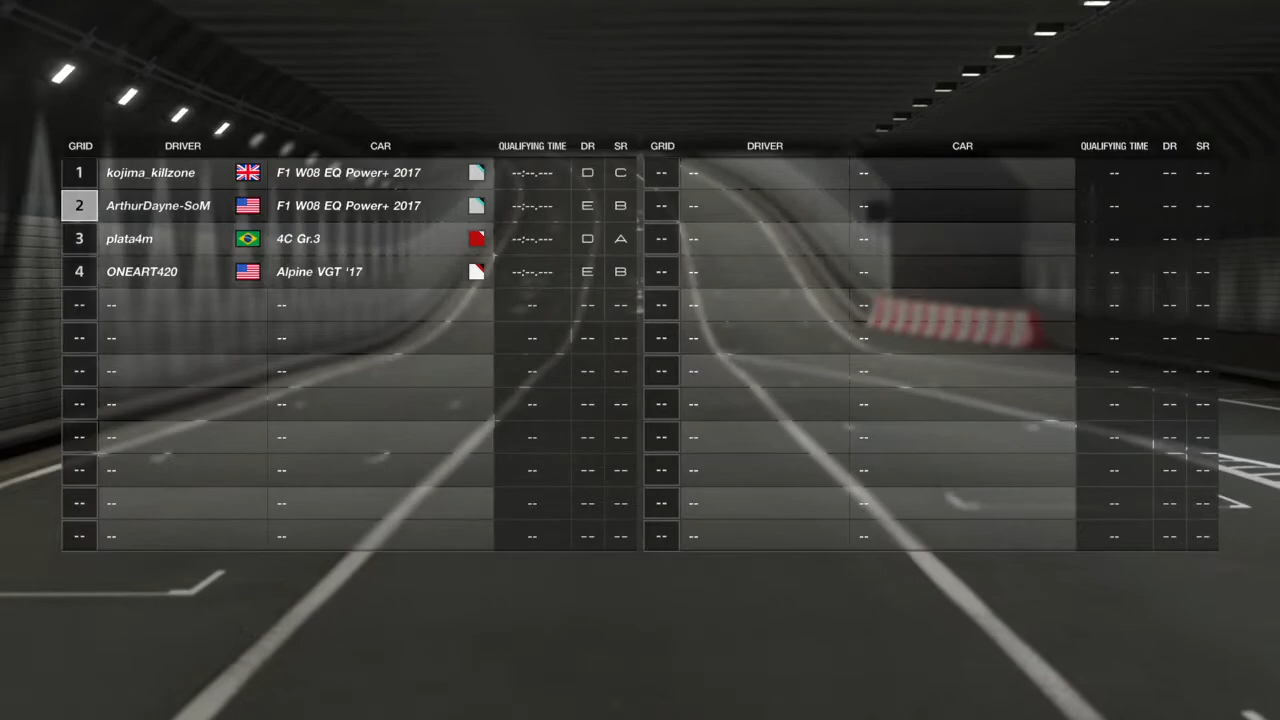 GRID DRIVER CAR QUALIFYING TIME DR SR GRID DRIVER CAR QUALIFYING TIME DR SR
1 kojima_killzone F1 W08 EQ Power+ 2017 --:--.--- D C -- -- -- -- -- --
2 ArthurDayne-SoM F1 W08 EQ Power+ 2017 --:--.--- E B -- -- -- -- -- --
3 plata4m 4C Gr.3 --:--.--- D A -- -- -- -- -- --
4 ONEART420 Alpine VGT '17 --:--.--- E B -- -- -- -- -- --
-- -- -- -- -- -- -- -- -- -- -- --
-- -- -- -- -- -- -- -- -- -- -- --
-- -- -- -- -- -- -- -- -- -- -- --
-- -- -- -- -- -- -- -- -- -- -- --
-- -- -- -- -- -- -- -- -- -- -- --
-- -- -- -- -- -- -- -- -- -- -- --
-- -- -- -- -- -- -- -- -- -- -- --
-- -- -- -- -- -- -- -- -- -- -- --